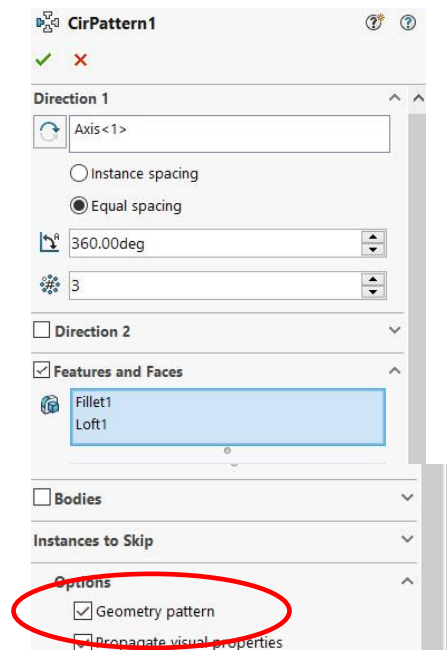 CirPattern1
Direction 1
Axis<1>
Instance spacing
Equal spacing
360.00deg
3
Direction 2
Features and Faces
Fillet1
Loft1
Bodies
Instances to Skip
Options
Geometry pattern
Propagate visual properties